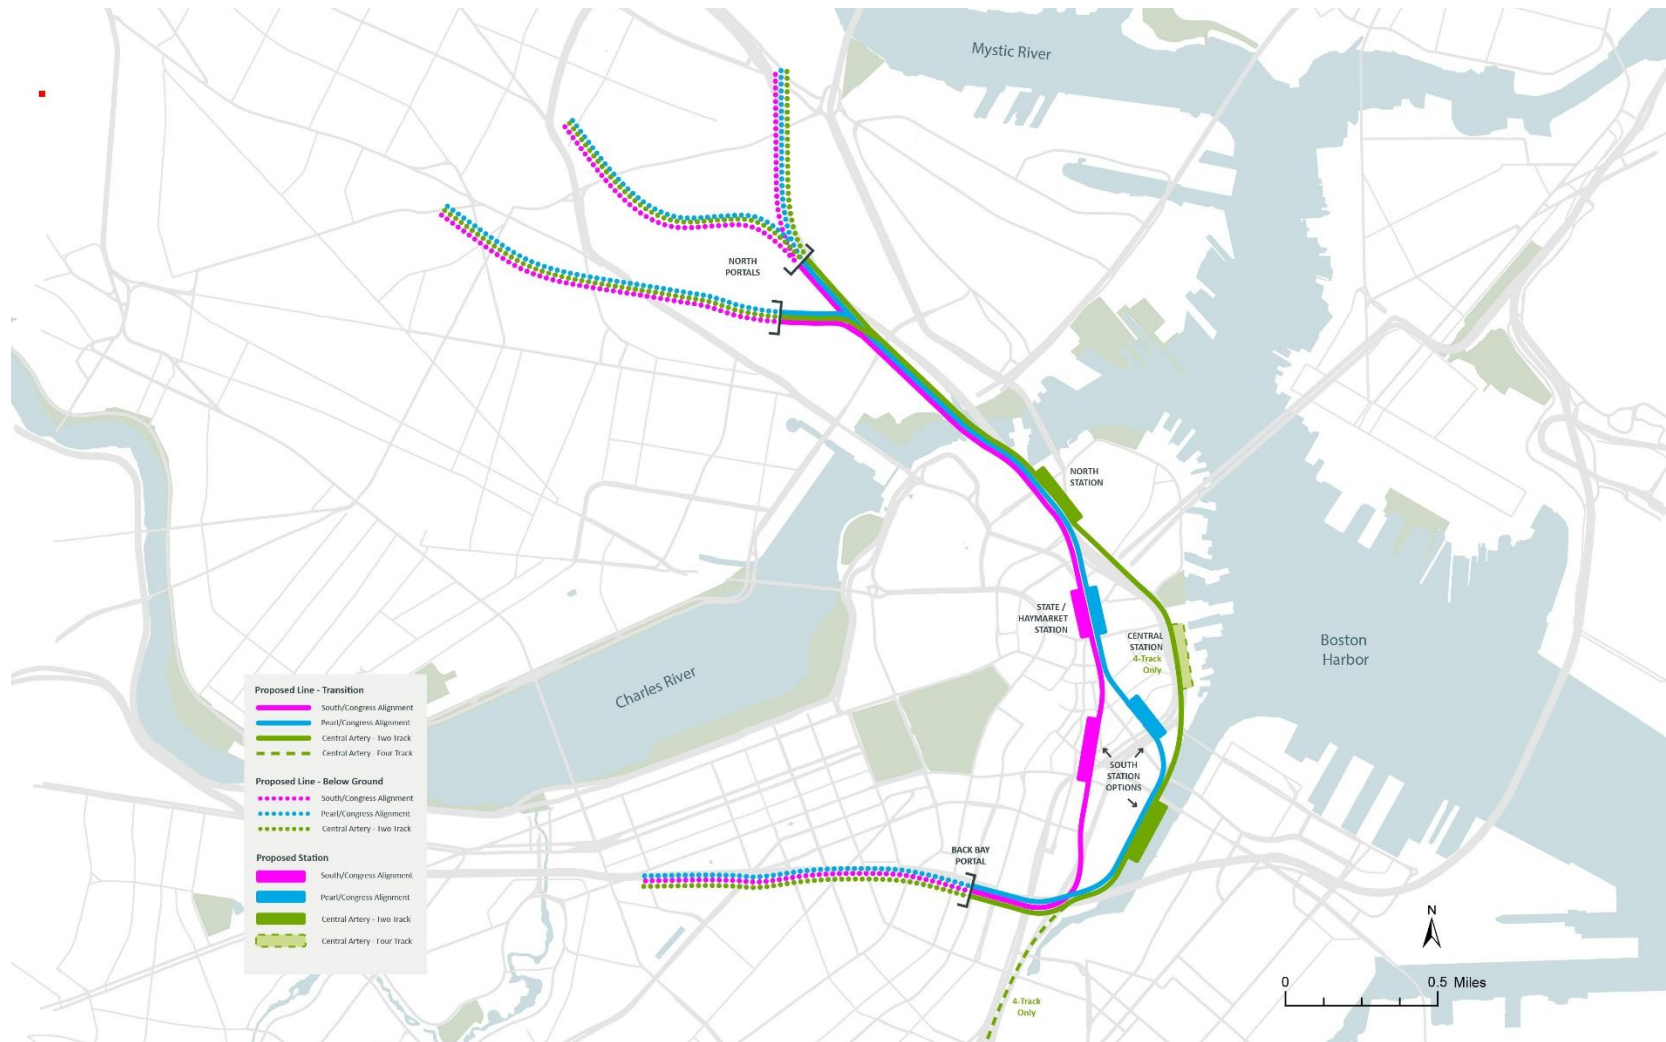 Mystic River
NORTH
PORTALS
NORTH
STATION
STATE /
HAYMARKET
STATION
CENTRAL
STATION
4-Track
Only
Boston
Harbor
Charles River
SOUTH
STATION
OPTIONS
BACK BAY
PORTAL
4-Track
Only
Proposed Line - Transition
South/Congress Alignment
Pearl/Congress Alignment
Central Artery - Two Track
Central Artery - Four Track
Proposed Line - Below Ground
South/Congress Alignment
Pearl/Congress Alignment
Central Artery - Two Track
Proposed Station
South/Congress Alignment
Pearl/Congress Alignment
Central Artery - Two Track
Central Artery - Four Track
N
0 0.5 Miles